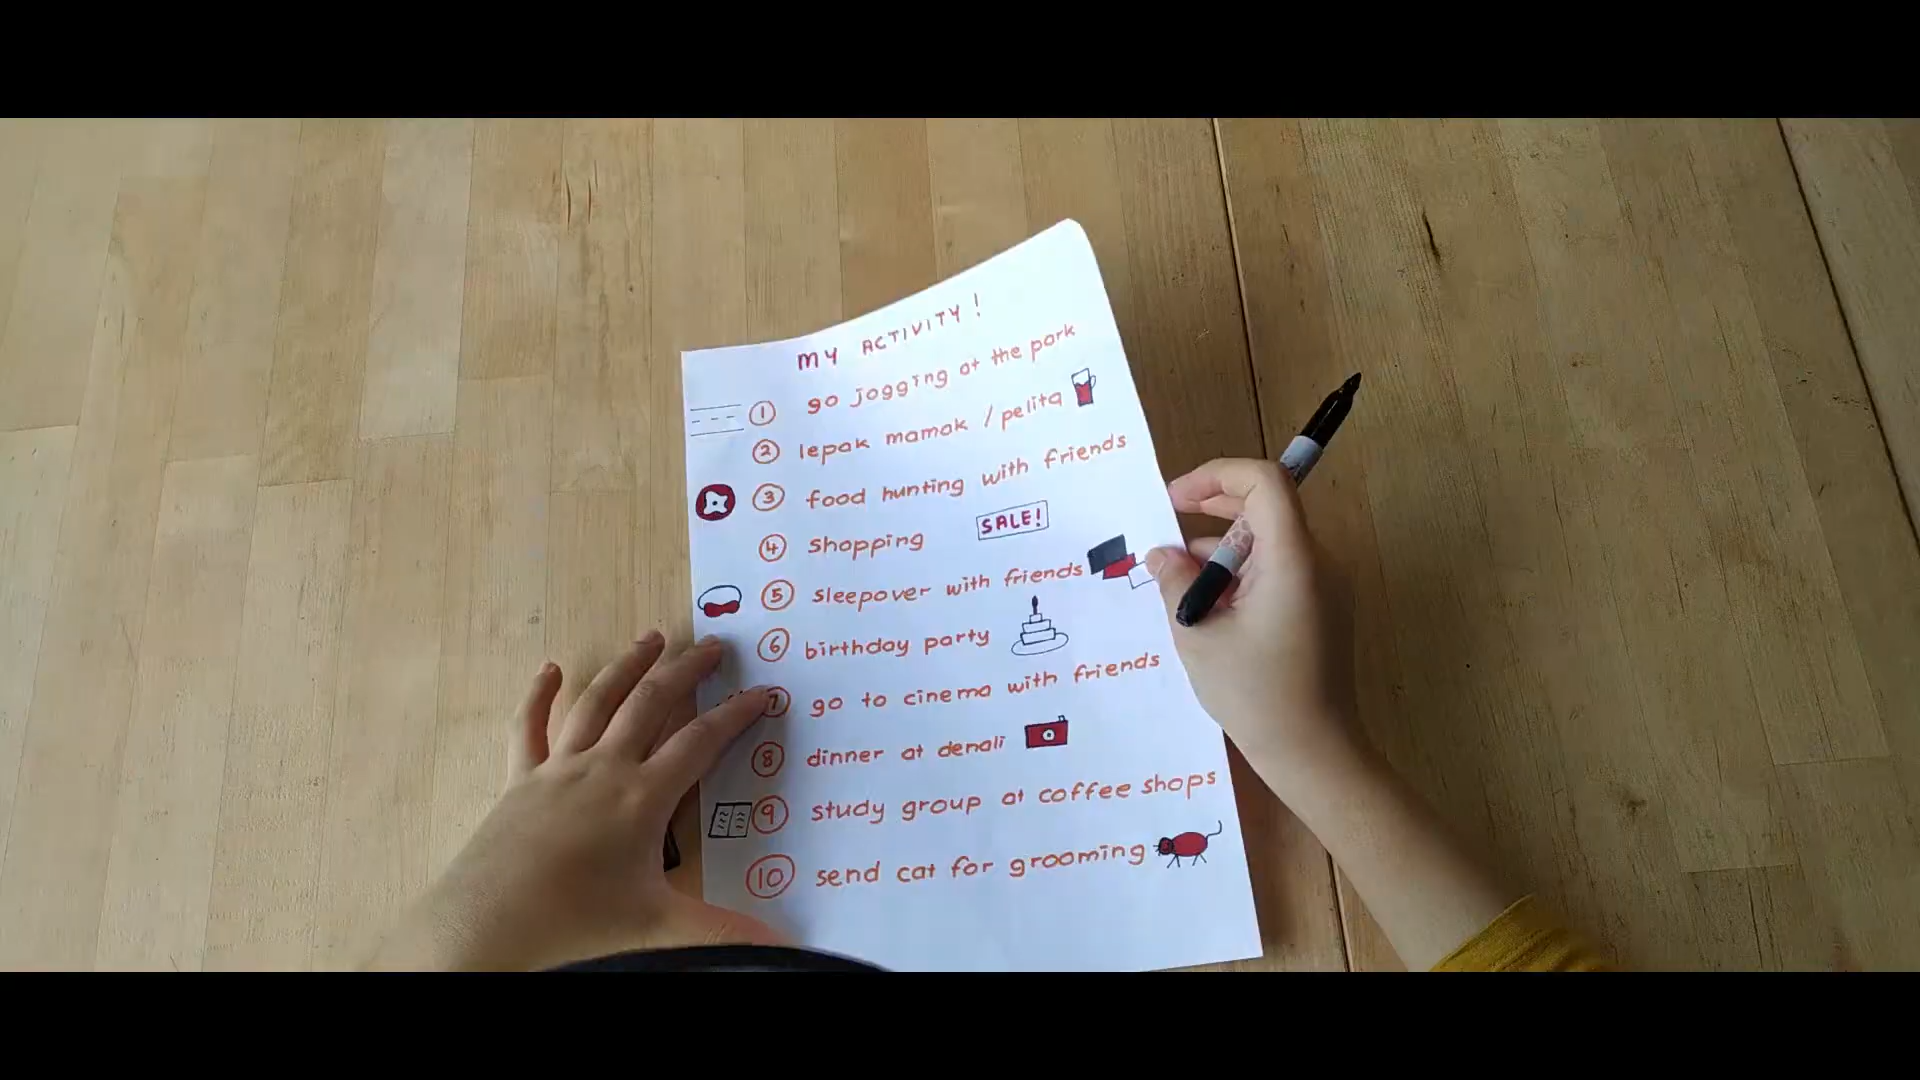 MY ACTIVITY!
1 go jogging at the park
2 lepak mamak / pelita
3 food hunting with friends
4 shopping SALE!
5 sleepover with friends
6 birthday party
7 go to cinema with friends
8 dinner at denali
9 study group at coffee shops
10 send cat for grooming